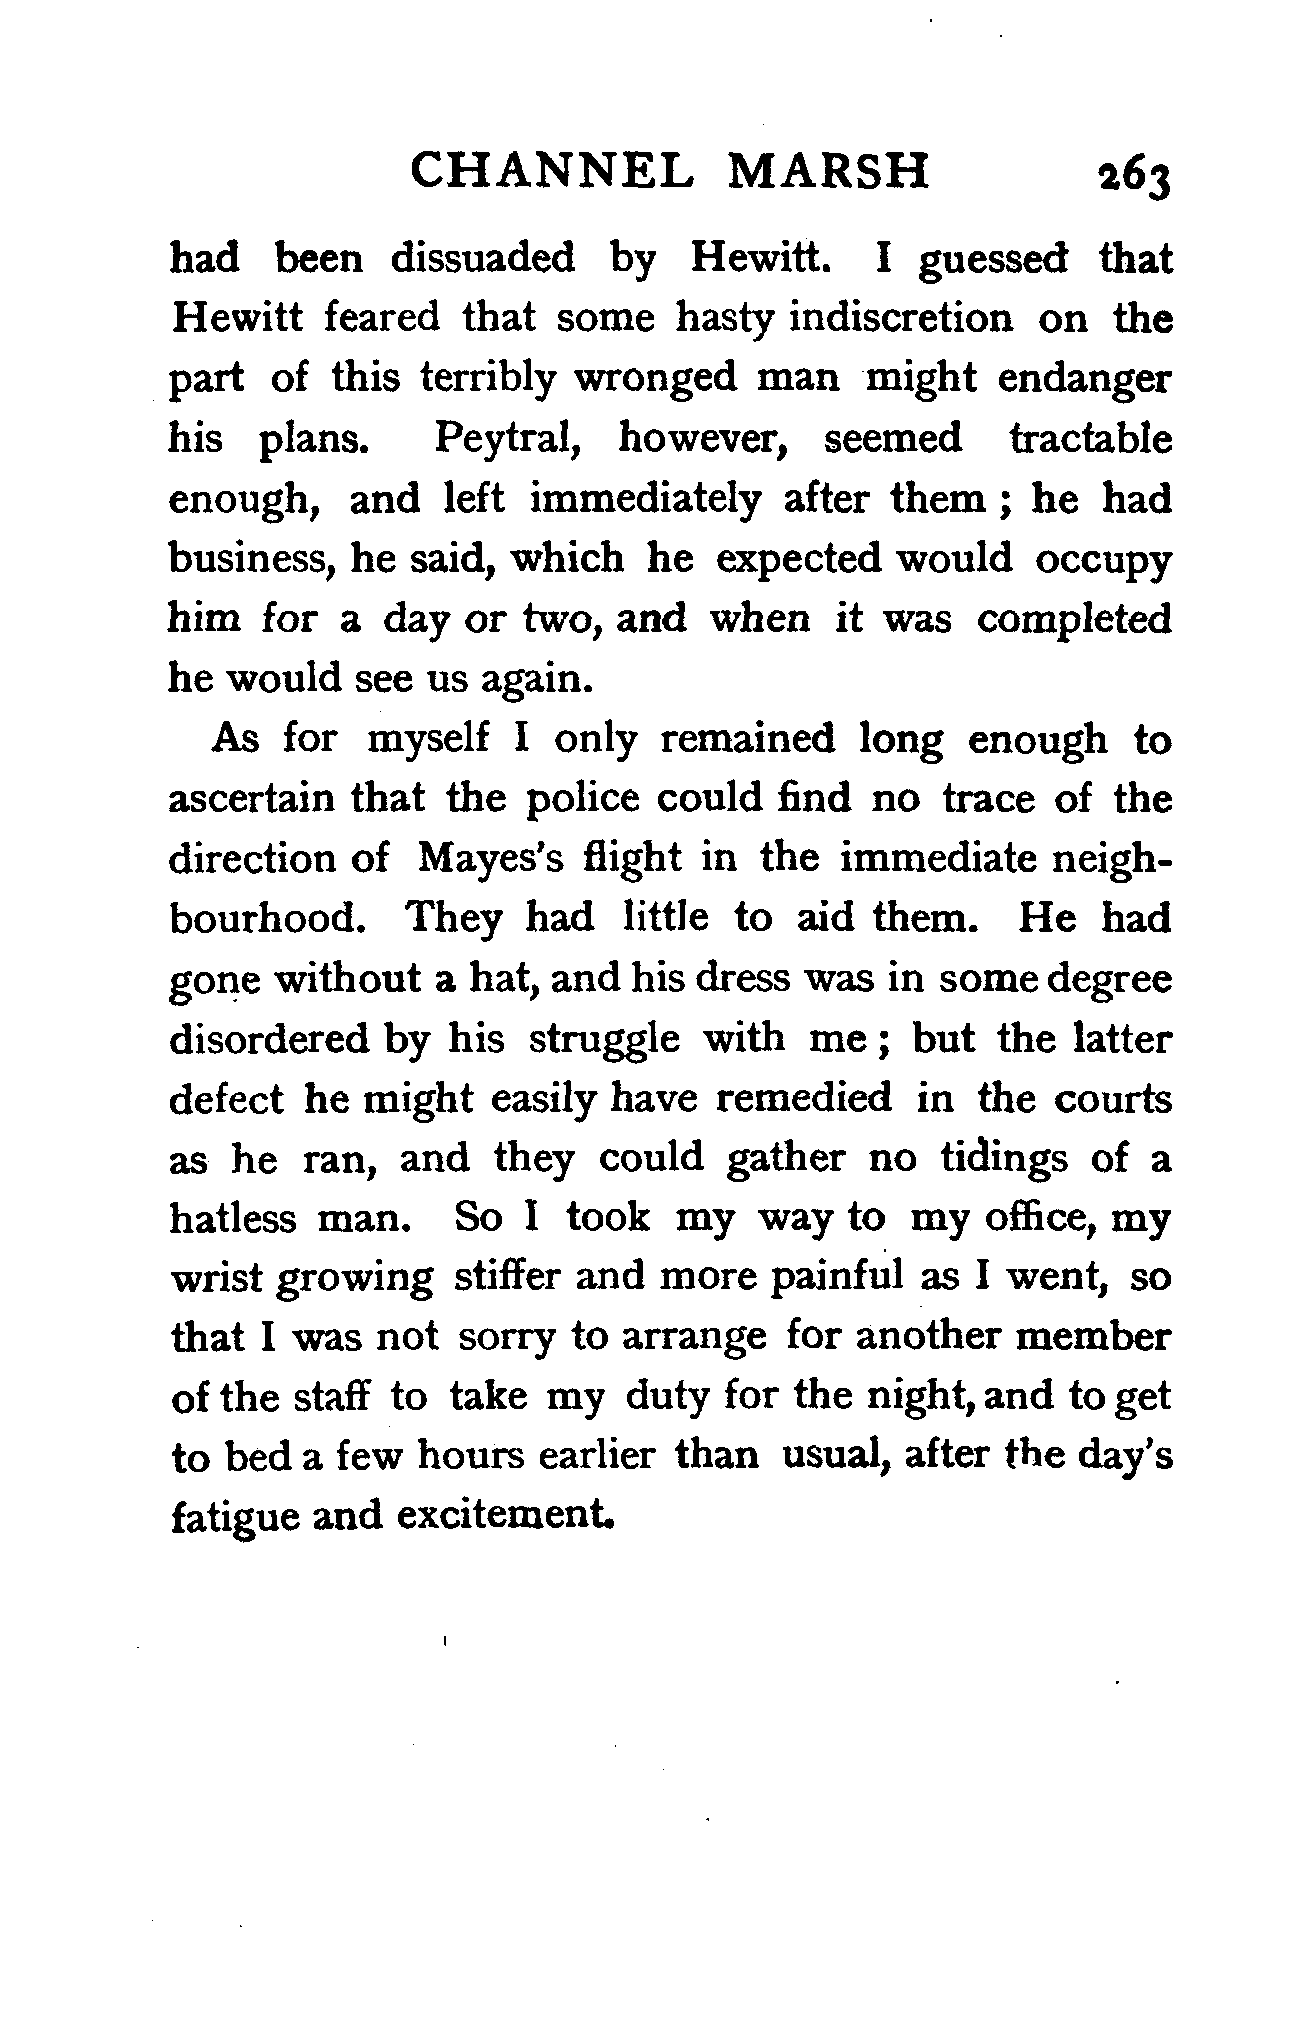 CHANNEL MARSH 263
had been dissuaded by Hewitt. I guessed that
Hewitt feared that some hasty indiscretion on the
part of this terribly wronged man might endanger
his plans. Peytral, however, seemed tractable
enough, and left immediately after them ; he had
business, he said, which he expected would occupy
him for a day or two, and when it was completed
he would see us again.
As for myself I only remained long enough to
ascertain that the police could find no trace of the
direction of Mayes's flight in the immediate neigh-
bourhood. They had little to aid them. He had
gone without a hat, and his dress was in some degree
disordered by his struggle with me ; but the latter
defect he might easily have remedied in the courts
as he ran, and they could gather no tidings of a
hatless man. So I took my way to my office, my
wrist growing stiffer and more painful as I went, so
that I was not sorry to arrange for another member
of the staff to take my duty for the night, and to get
to bed a few hours earlier than usual, after the day's
fatigue and excitement.